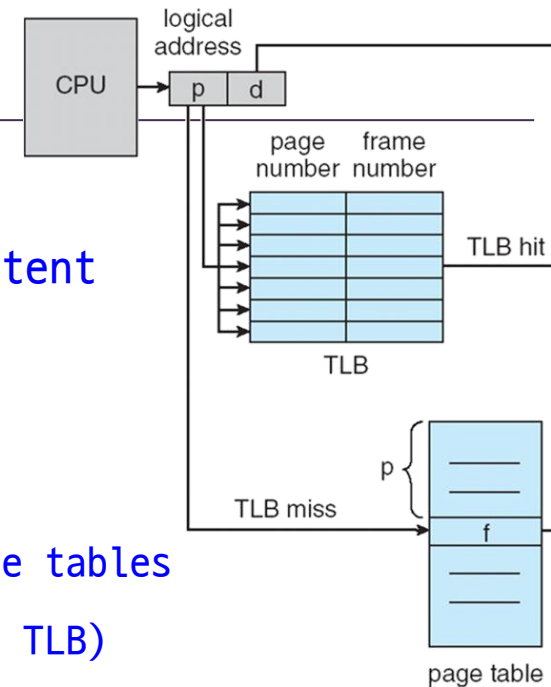 logical
address
CPU
p d
page frame
number number
tent
TLB hit
TLB
p
TLB miss
f
e tables
TLB)
page table